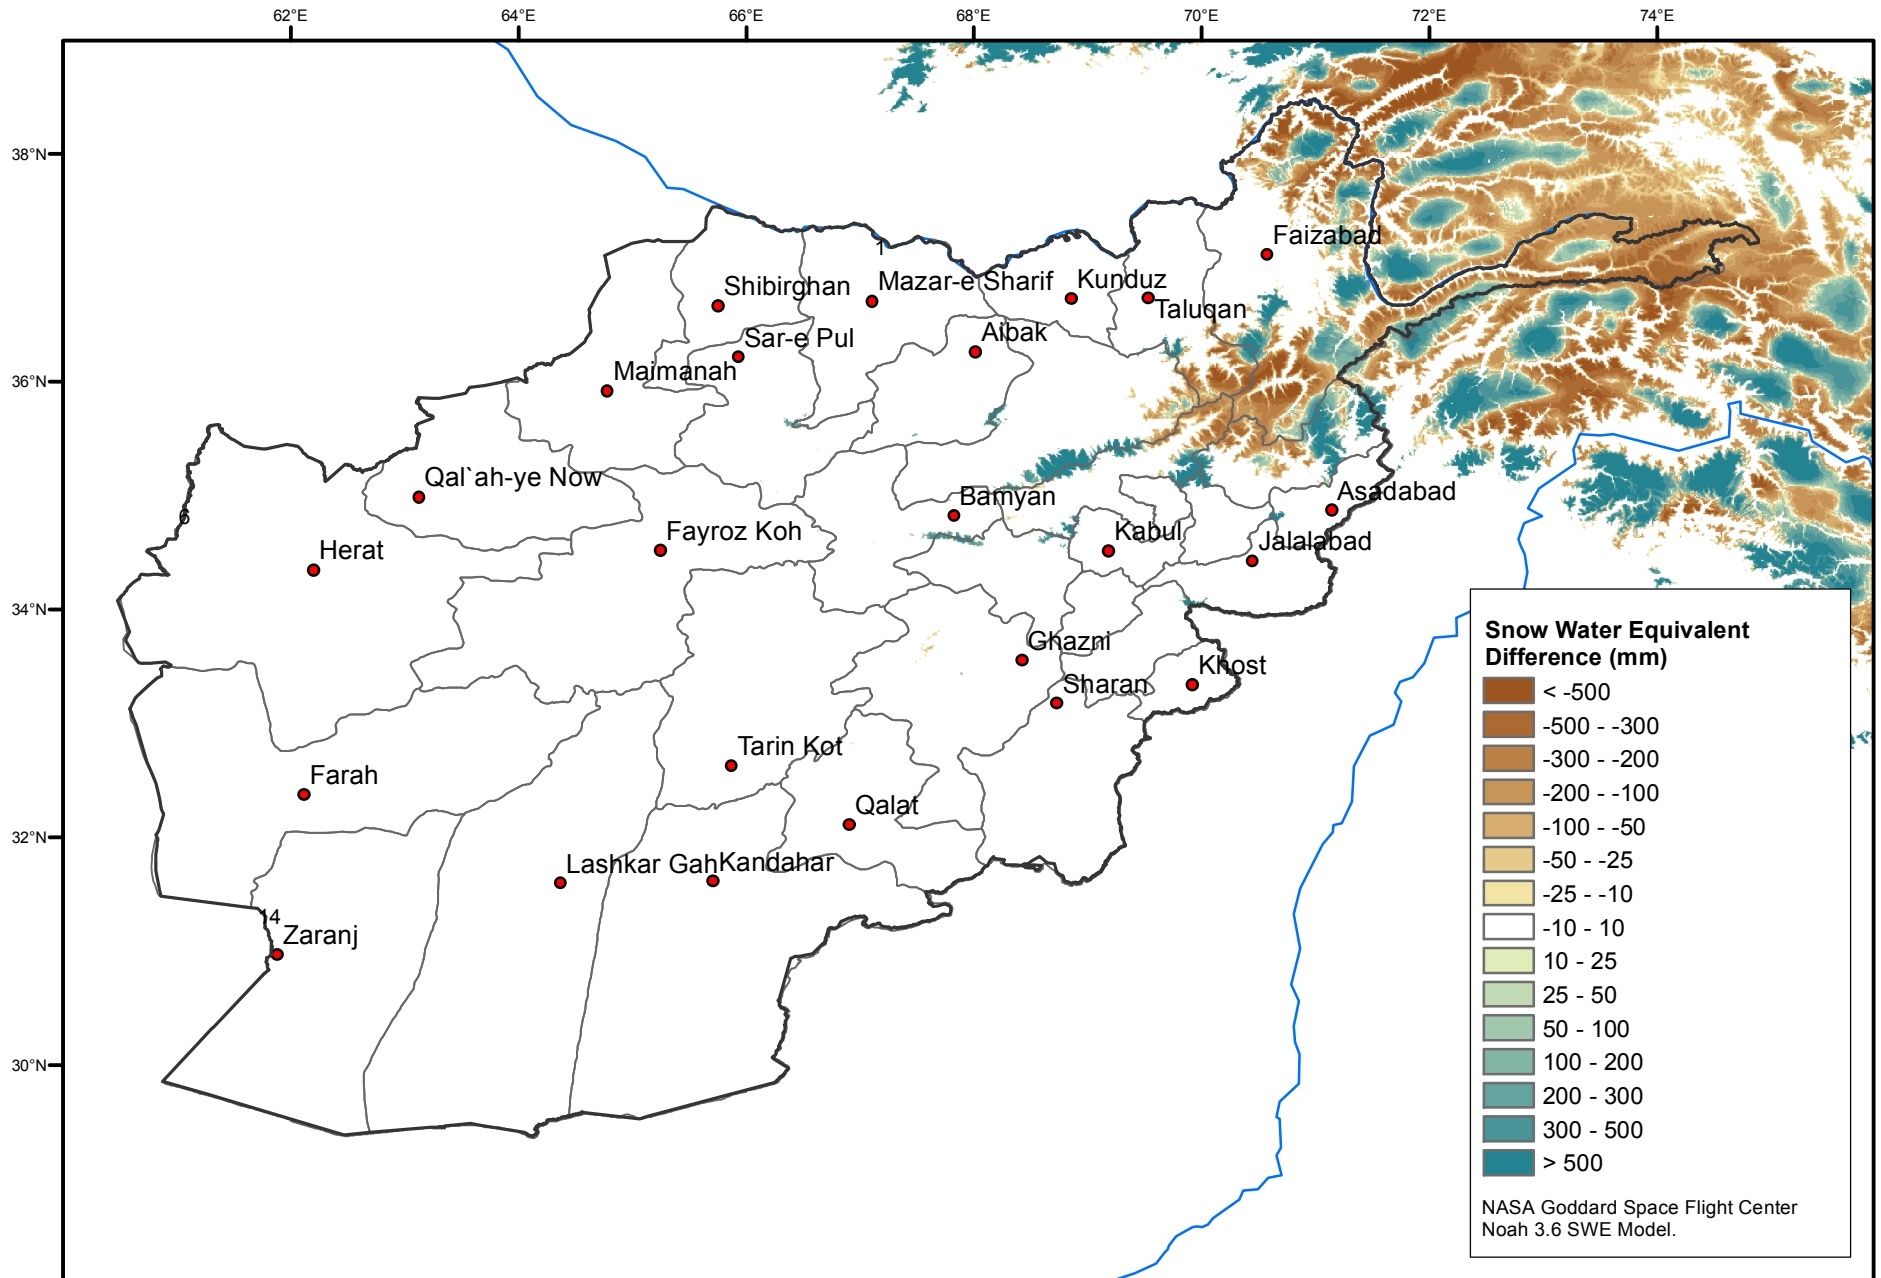 62°E 64°E 66°E 68°E 70°E 72°E 74°E
38°N
Faizabad
1
Shibirghan
Mazar-e Sharif
Kunduz
Taluqan
Sar-e Pul
Aibak
36°N
Maimanah
Qal`ah-ye Now
Bamyan
Asadabad
6
Herat
Fayroz Koh
Kabul
Jalalabad
34°N
Ghazni
Khost
Sharan
Tarin Kot
Farah
Qalat
32°N
Lashkar Gah
Kandahar
14
Zaranj
30°N
Snow Water Equivalent
Difference (mm)
< -500
-500 - -300
-300 - -200
-200 - -100
-100 - -50
-50 - -25
-25 - -10
-10 - 10
10 - 25
25 - 50
50 - 100
100 - 200
200 - 300
300 - 500
> 500
NASA Goddard Space Flight Center
Noah 3.6 SWE Model.